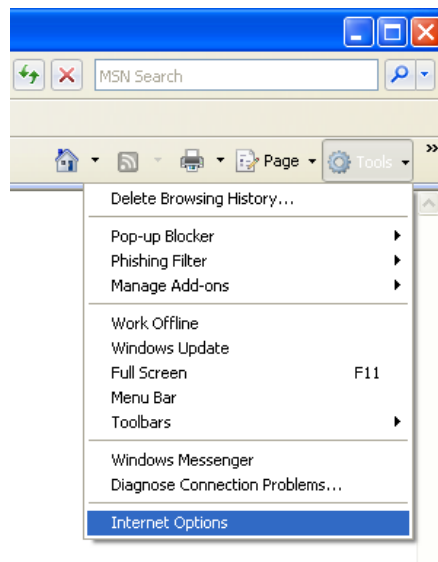 MSN Search
Page Tools »
Delete Browsing History...
Pop-up Blocker
Phishing Filter
Manage Add-ons
Work Offline
Windows Update
Full Screen F11
Menu Bar
Toolbars
Windows Messenger
Diagnose Connection Problems...
Internet Options